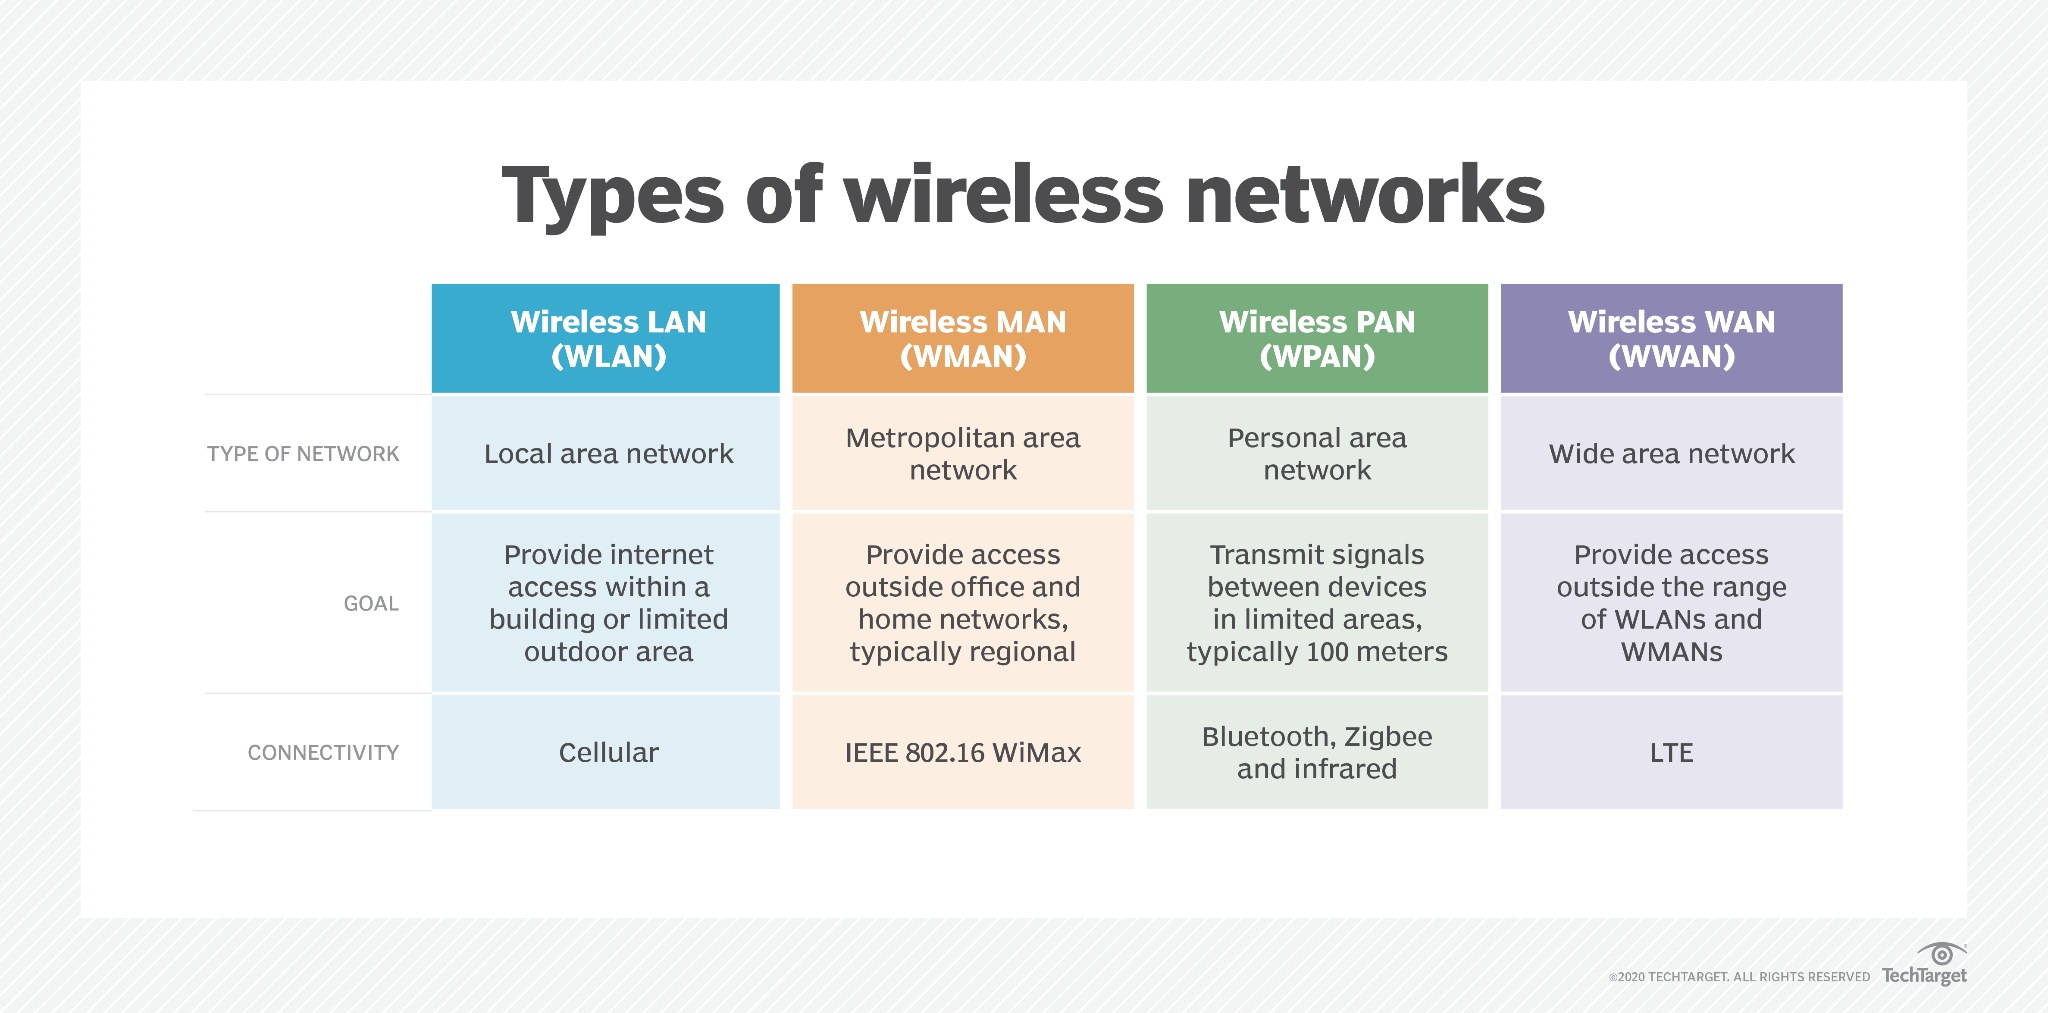 Types of wireless networks
Wireless LAN
(WLAN)
Wireless MAN
(WMAN)
Wireless PAN
(WPAN)
Wireless WAN
(WWAN)
TYPE OF NETWORK
Local area network
Metropolitan area
network
Personal area
network
Wide area network
GOAL
Provide internet
access within a
building or limited
outdoor area
Provide access
outside office and
home networks,
typically regional
Transmit signals
between devices
in limited areas,
typically 100 meters
Provide access
outside the range
of WLANs and
WMANs
CONNECTIVITY
Cellular
IEEE 802.16 WiMax
Bluetooth, Zigbee
and infrared
LTE
©2020 TECHTARGET. ALL RIGHTS RESERVED
TechTarget